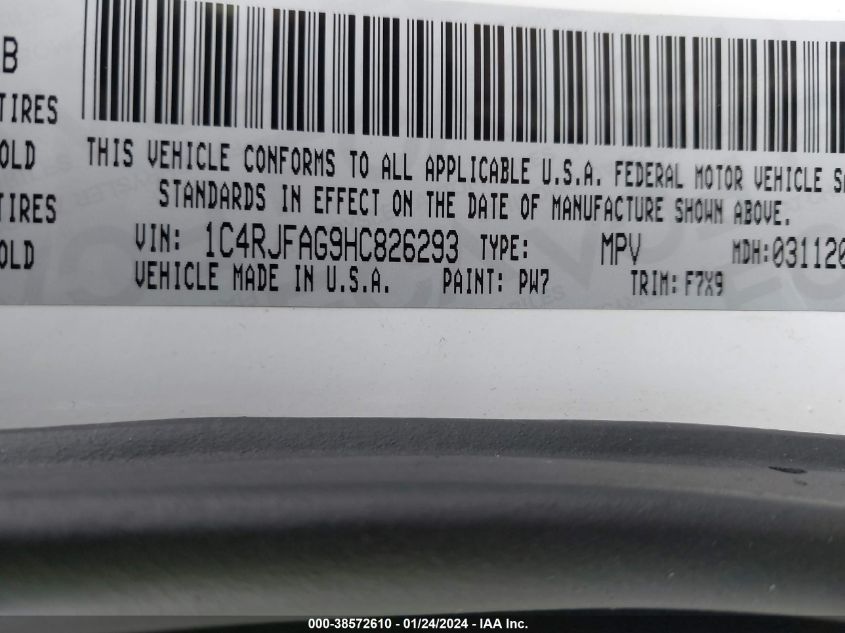 B
TIRES
OLD
TIRES
OLD
THIS VEHICLE CONFORMS TO ALL APPLICABLE U.S.A. FEDERAL MOTOR VEHICLE SA
STANDARDS IN EFFECT ON THE DATE OF MANUFACTURE SHOWN ABOVE.
VIN: 1C4RJFAG9HC826293 TYPE: MPV MDH:031120
VEHICLE MADE IN U.S.A. PAINT: PW7 TRIM: F7X9
000-38572610 - 01/24/2024 - IAA Inc.